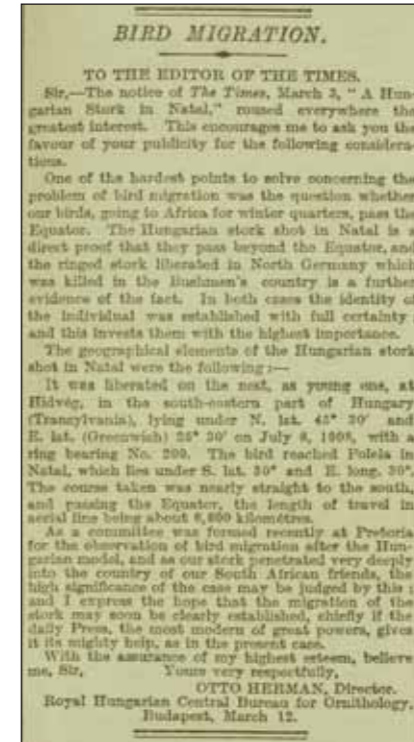 BIRD MIGRATION.
TO THE EDITOR OF THE TIMES.
Sir,—The notice of The Times, March 3, "A Hun-
garian Stork in Natal," roused everywhere the
greatest interest. This encourages me to ask you the
favour of your publicity for the following considera-
tions.
One of the hardest points to solve concerning the
problem of bird migration was the question whether
our birds, going to Africa for winter quarters, pass the
Equator. The Hungarian stork shot in Natal is a
direct proof that they pass beyond the Equator, and
the ringed stork liberated in North Germany which
was killed in the Bushmen's country is a further
evidence of the fact. In both cases the identity of
the individual was established with full certainty
and this invests them with the highest importance.
The geographical elements of the Hungarian stork
shot in Natal were the following:—
It was liberated on the nest, as young one, at
Hidvég, in the south-eastern part of Hungary
(Transylvania), lying under N. lat. 45° 30′ and
E. lat. (Greenwich) 25° 30′ on July 8, 1908, with a
ring bearing No. 209. The bird reached Polela in
Natal, which lies under S. lat. 30° and E. long. 30°.
The course taken was nearly straight to the south,
and passing the Equator, the length of travel in
aerial line being about 8,600 kilométres.
As a committee was formed recently at Pretoria
for the observation of bird migration after the Hun-
garian model, and as our stork penetrated very deeply
into the country of our South African friends, the
high significance of the case may be judged by this ;
and I express the hope that the migration of the
stork may soon be clearly established, chiefly if the
daily Press, the most modern of great powers, gives
it its mighty help, as in the present case.
With the assurance of my highest esteem, believe
me, Sir, Yours very respectfully,
OTTO HERMAN, Director.
Royal Hungarian Central Bureau for Ornithology,
Budapest, March 12.